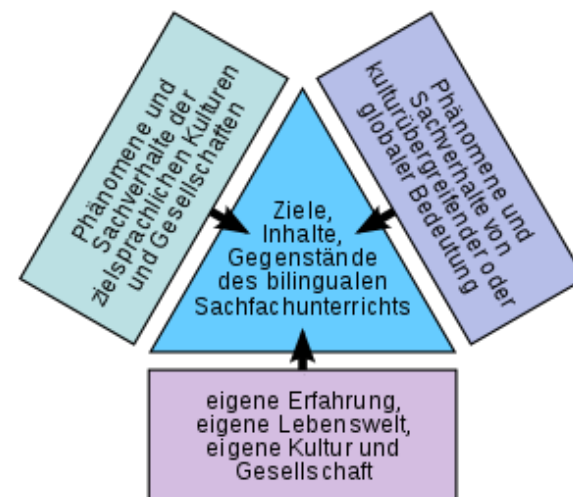 Phänomene und
Sachverhalte der
zielsprachlichen Kulturen
und Gesellschaften
Phänomene und
Sachverhalte von
kulturübergreifender oder
globaler Bedeutung
Ziele,
Inhalte,
Gegenstände
des bilingualen
Sachfachunterrichts
eigene Erfahrung,
eigene Lebenswelt,
eigene Kultur und
Gesellschaft